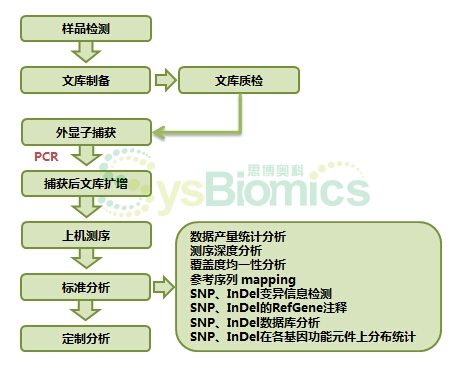 样品检测
文库制备
文库质检
外显子捕获
PCR
捕获后文库扩增
思博奥科
SysBiomics
上机测序
标准分析
定制分析
数据产量统计分析
测序深度分析
覆盖度均一性分析
参考序列 mapping
SNP、InDel变异信息检测
SNP、InDel的RefGene注释
SNP、InDel数据库分析
SNP、InDel在各基因功能元件上分布统计